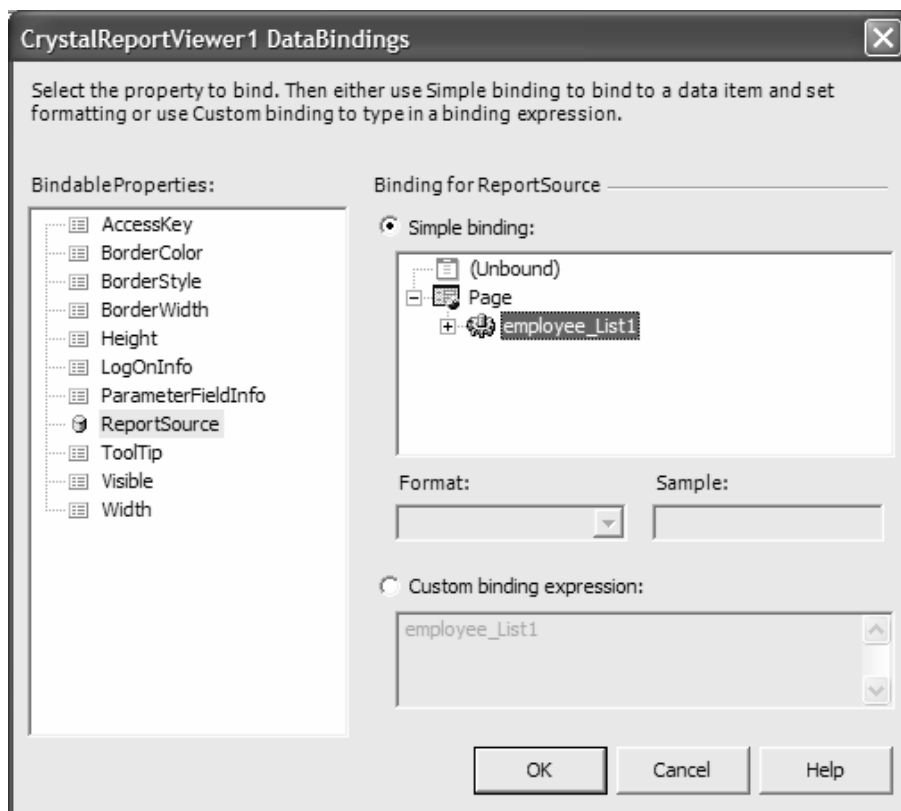 CrystalReportViewer1 DataBindings
Select the property to bind. Then either use Simple binding to bind to a data item and set
formatting or use Custom binding to type in a binding expression.
BindableProperties:
AccessKey
BorderColor
BorderStyle
BorderWidth
Height
LogOnInfo
ParameterFieldInfo
ReportSource
ToolTip
Visible
Width
Binding for ReportSource
Simple binding:
(Unbound)
Page
employee_List1
Format:
Sample:
Custom binding expression:
employee_List1
OK
Cancel
Help